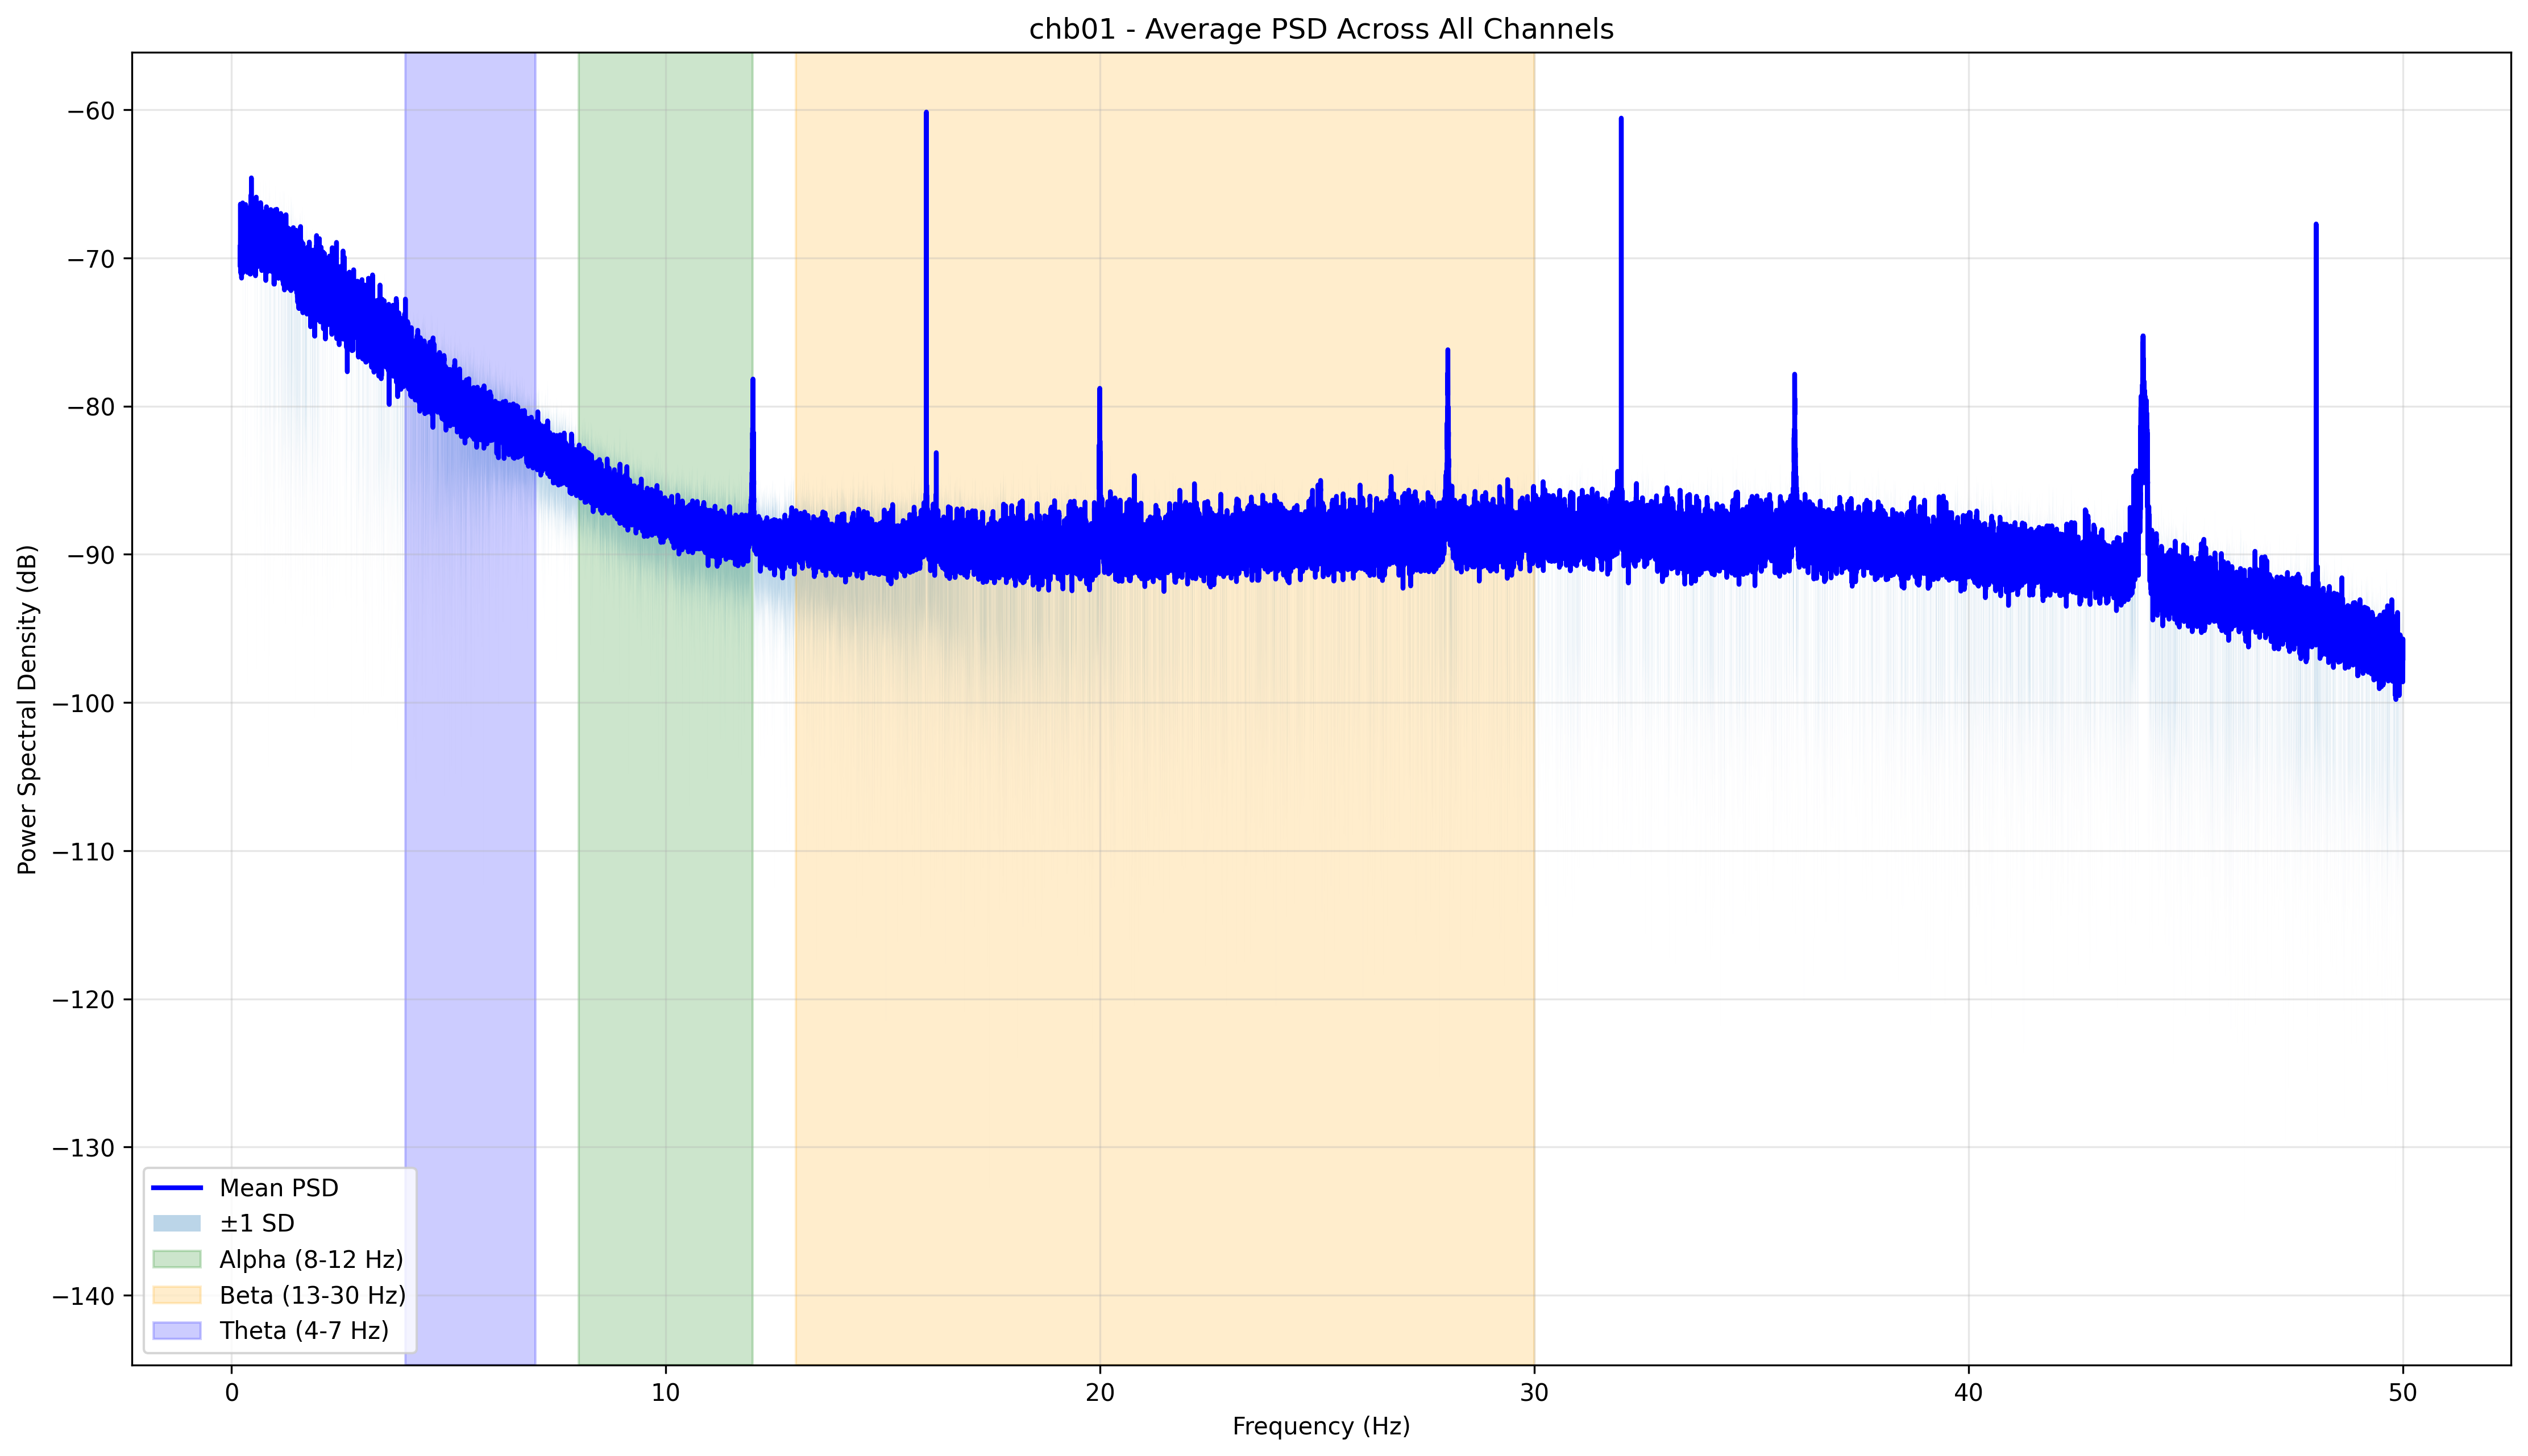 chb01 - Average PSD Across All Channels
Power Spectral Density (dB)
−60
−70
−80
−90
−100
−110
−120
−130
−140
Mean PSD
±1 SD
Alpha (8-12 Hz)
Beta (13-30 Hz)
Theta (4-7 Hz)
0 10 20 30 40 50
Frequency (Hz)